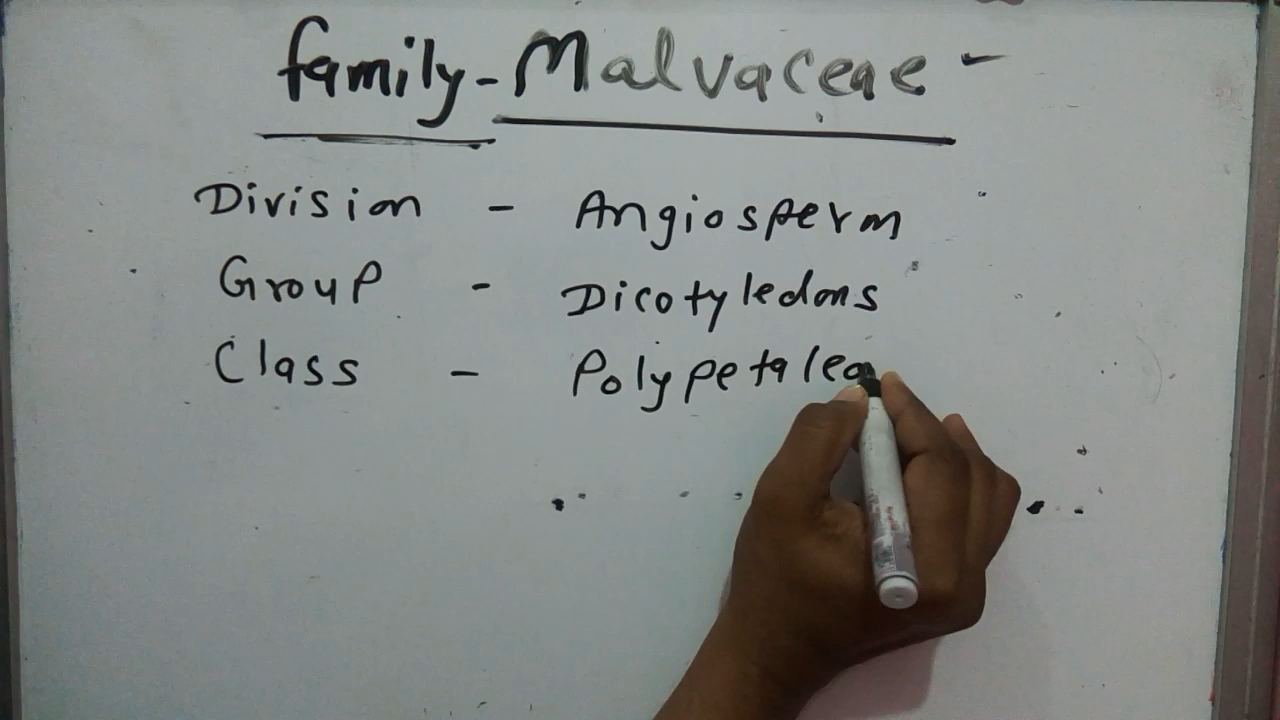 family - Malvaceae -
Division - Angiosperm
Group - Dicotyledons
Class - Polypetalea